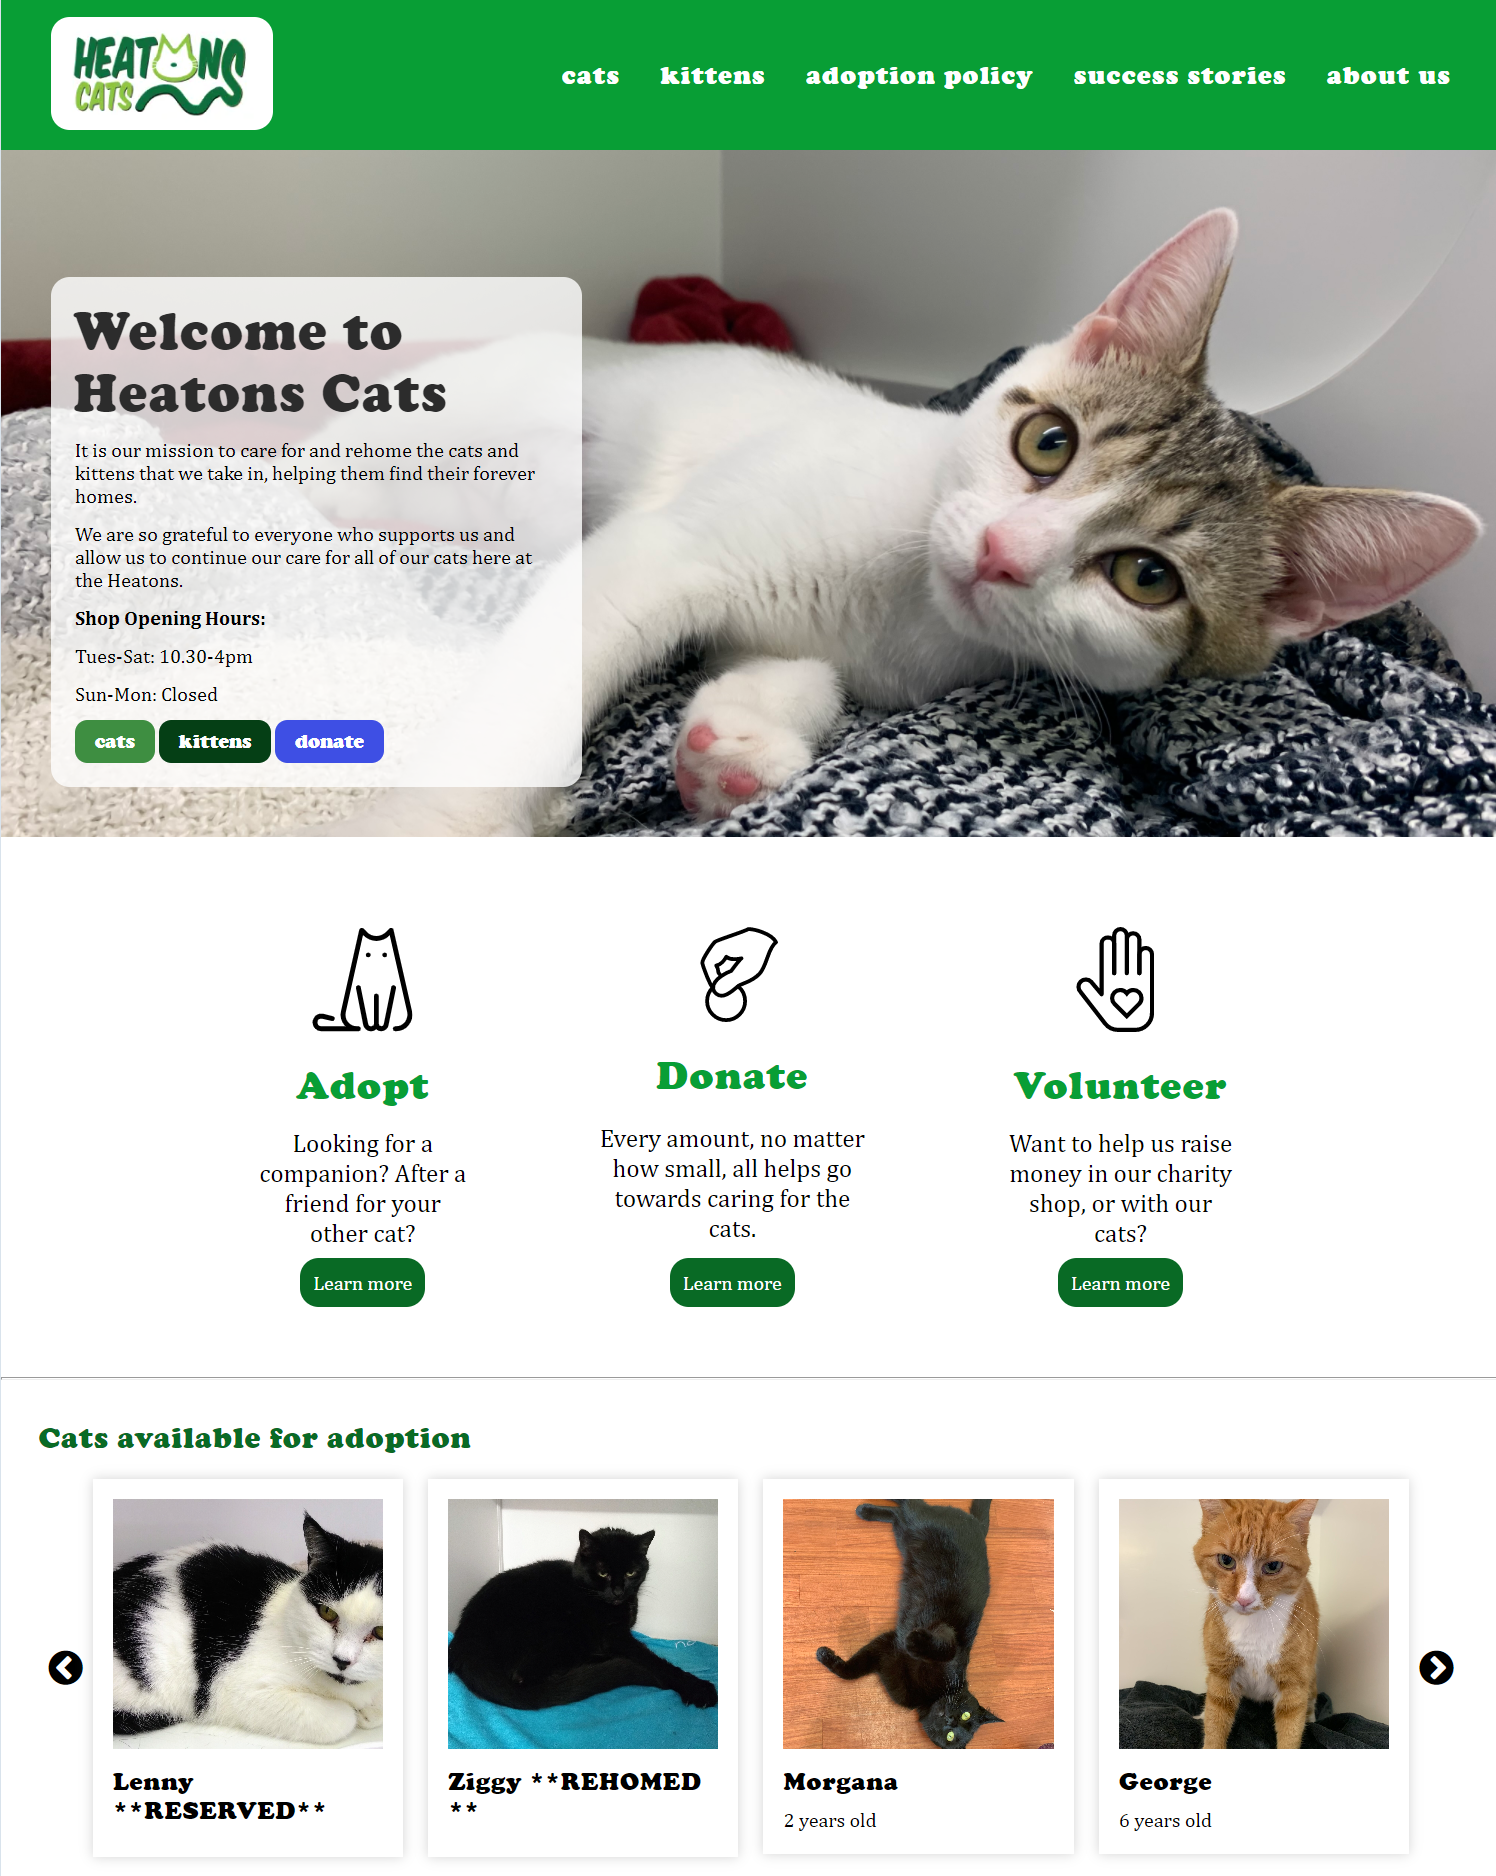 HEATONS
CATS
cats kittens adoption policy success stories about us
Welcome to
Heatons Cats
It is our mission to care for and rehome the cats and
kittens that we take in, helping them find their forever
homes.
We are so grateful to everyone who supports us and
allow us to continue our care for all of our cats here at
the Heatons.
Shop Opening Hours:
Tues-Sat: 10.30-4pm
Sun-Mon: Closed
cats kittens donate
Adopt
Looking for a
companion? After a
friend for your
other cat?
Learn more
Donate
Every amount, no matter
how small, all helps go
towards caring for the
cats.
Learn more
Volunteer
Want to help us raise
money in our charity
shop, or with our
cats?
Learn more
Cats available for adoption
Lenny
**RESERVED**
Ziggy **REHOMED
**
Morgana
2 years old
George
6 years old